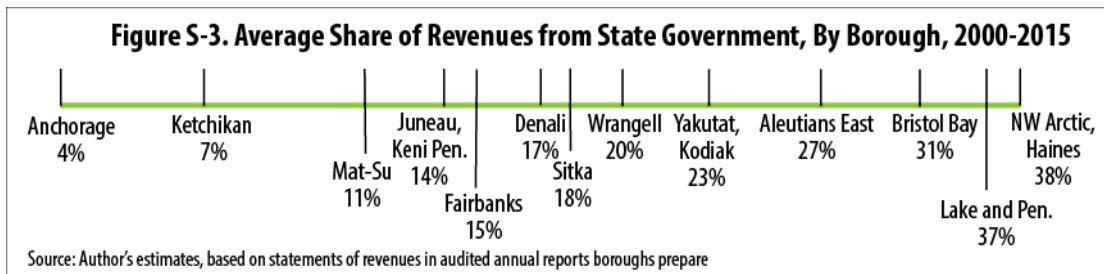 Figure S-3. Average Share of Revenues from State Government, By Borough, 2000-2015
Anchorage
4%
Ketchikan
7%
Mat-Su
11%
Juneau,
Keni Pen.
14%
Fairbanks
15%
Denali
17%
Sitka
18%
Wrangell
20%
Yakutat,
Kodiak
23%
Aleutians East
27%
Bristol Bay
31%
Lake and Pen.
37%
NW Arctic,
Haines
38%
Source: Author's estimates, based on statements of revenues in audited annual reports boroughs prepare